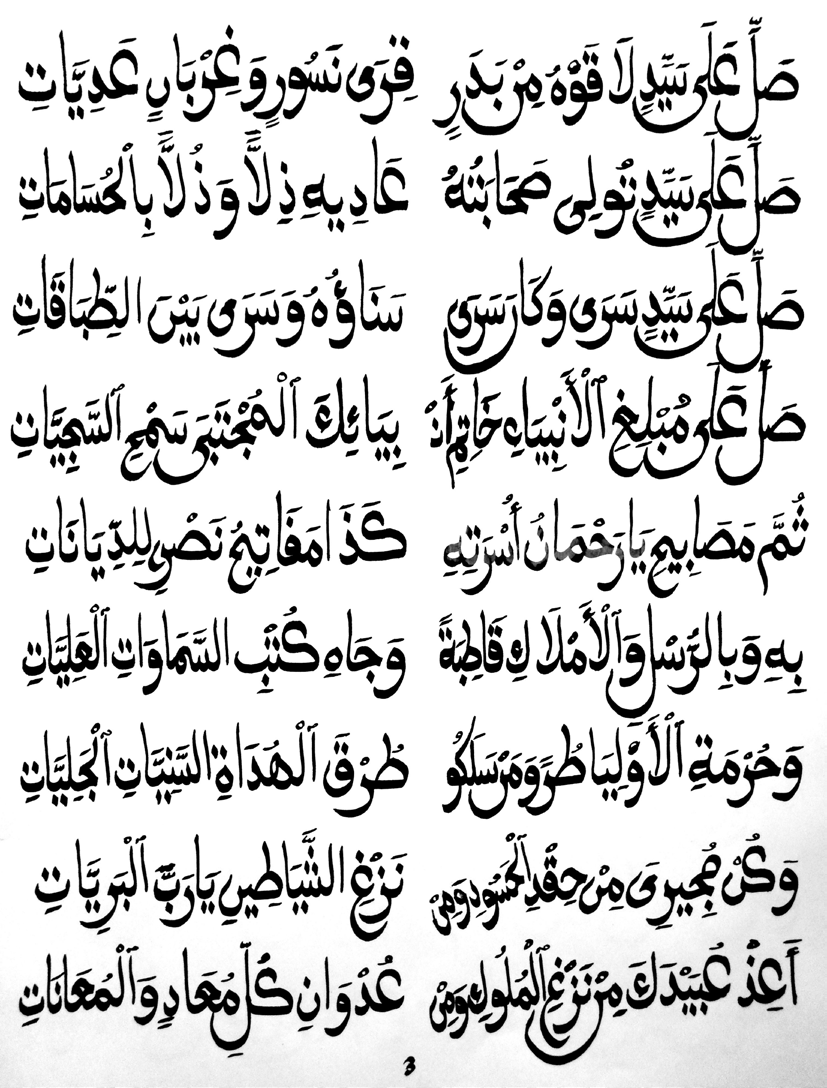 صَلِّ عَلَى سَيِّدٍ لَاقَوْهُ مِنْ بَدَرٍ قِرَى نَسُورٍ وَغِرْبَانٍ عَدِيَّاتِ
صَلِّ عَلَى سَيِّدٍ تُولِى صَحَابَتُهُ عَادِيهِ ذِلًّا وَذُلًّا بِالْحُسَامَاتِ
صَلِّ عَلَى سَيِّدٍ سَرَى وَكَانَ سَرَى سَنَاؤُهُ وَسَرَى بَيْنَ الطِّبَاقَاتِ
صَلِّ عَلَى مُبْلِغِ الْأَنْبِيَاءِ خَاتِمِ أَنْ بِيَائِكَ الْمُجْتَبَى سَمْحِ السَّجِيَّاتِ
ثُمَّ مَصَابِيحِ يَا رَحْمَانُ أُسْرَتِهِ كَذَا مَفَاتِيحُ نَصْرٍ لِلدِّيَانَاتِ
بِهِ وَبِالرُّسْلِ وَالْأَمْلَاكِ قَاطِبَةً وَجَاهِ كُتْبِ السَّمَاوَاتِ الْعَلِيَّاتِ
وَحُرْمَةِ الْأَوْلِيَا طُرًّا وَمَنْ سَلَكُو طُرْقَ الْهُدَاةِ السَّنِيَّاتِ الْجَلِيَّاتِ
وَكُنْ مُجِيرِى مِنْ حِقْدِ الْحَسُودِ وَمِنْ نَزْغِ الشَّيَاطِينِ يَا رَبَّ الْبَرِيَّاتِ
أَعِذْ عُبَيْدَكَ مِنْ نَزْغِ الْمُلُوكِ وَمِنْ عُدْوَانِ كُلِّ مُعَادٍ وَالْمُعَانَاتِ
3